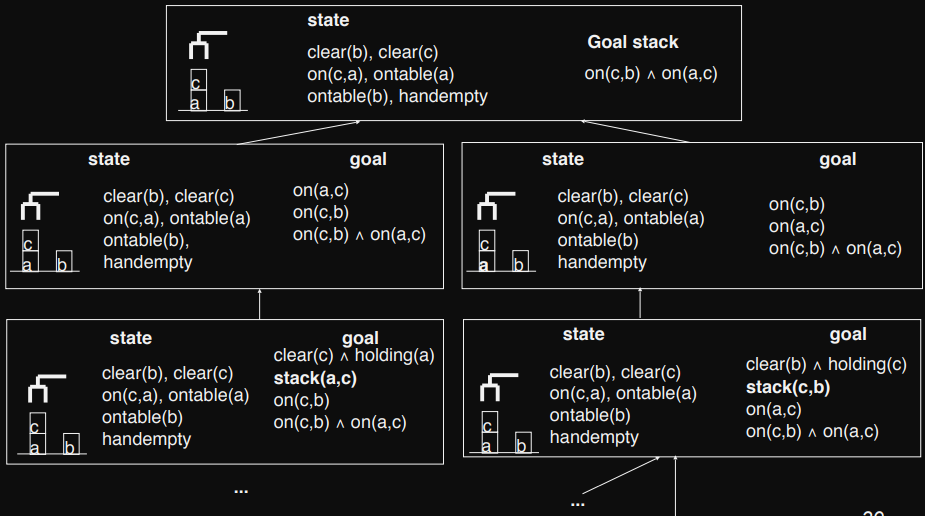 state
Goal stack
clear(b), clear(c)
on(c,a), ontable(a)
ontable(b), handempty
on(c,b) ∧ on(a,c)
c
a b
state
goal
clear(b), clear(c)
on(c,a), ontable(a)
ontable(b),
handempty
on(a,c)
on(c,b)
on(c,b) ∧ on(a,c)
c
a b
state
goal
clear(b), clear(c)
on(c,a), ontable(a)
ontable(b)
handempty
on(c,b)
on(a,c)
on(c,b) ∧ on(a,c)
c
a b
state
goal
clear(b), clear(c)
on(c,a), ontable(a)
ontable(b)
handempty
clear(c) ∧ holding(a)
stack(a,c)
on(c,b)
on(c,b) ∧ on(a,c)
c
a b
...
state
goal
clear(b), clear(c)
on(c,a), ontable(a)
ontable(b)
handempty
clear(b) ∧ holding(c)
stack(c,b)
on(a,c)
on(c,b) ∧ on(a,c)
c
a b
...